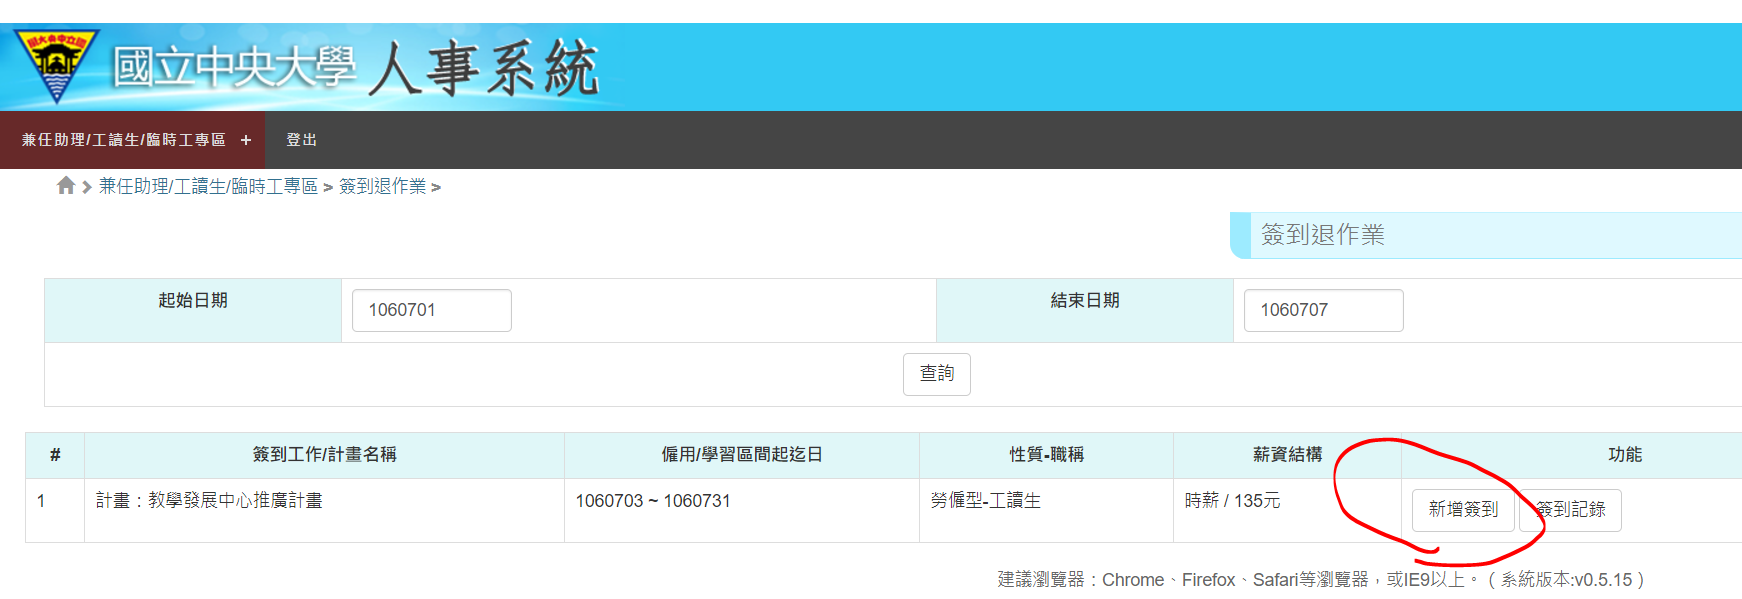 國立中央大學 人事系統
兼任助理/工讀生/臨時工專區 + 登出
兼任助理/工讀生/臨時工專區 > 簽到退作業 >
簽到退作業
起始日期 1060701 結束日期 1060707
查詢
# 簽到工作/計畫名稱 僱用/學習區間起迄日 性質-職稱 薪資結構 功能
1 計畫：教學發展中心推廣計畫 1060703 ~ 1060731 勞僱型-工讀生 時薪 / 135元 新增簽到 簽到記錄
建議瀏覽器：Chrome、Firefox、Safari等瀏覽器，或IE9以上。（系統版本:v0.5.15）